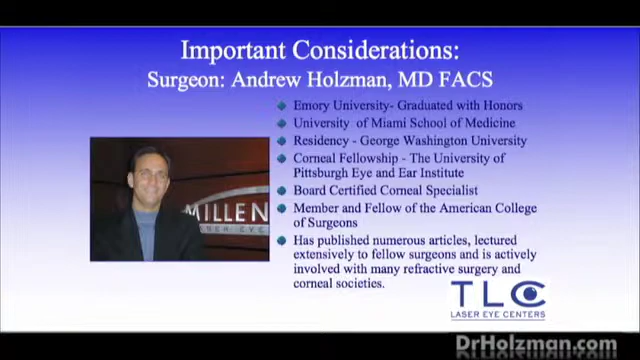 Important Considerations:
Surgeon: Andrew Holzman, MD FACS
Emory University- Graduated with Honors
University of Miami School of Medicine
Residency - George Washington University
Corneal Fellowship - The University of
Pittsburgh Eye and Ear Institute
Board Certified Corneal Specialist
Member and Fellow of the American College
of Surgeons
Has published numerous articles, lectured
extensively to fellow surgeons and is actively
involved with many refractive surgery and
corneal societies.
MILLEN
ASER EYE
TLC
LASER EYE CENTERS
DrHolzman.com